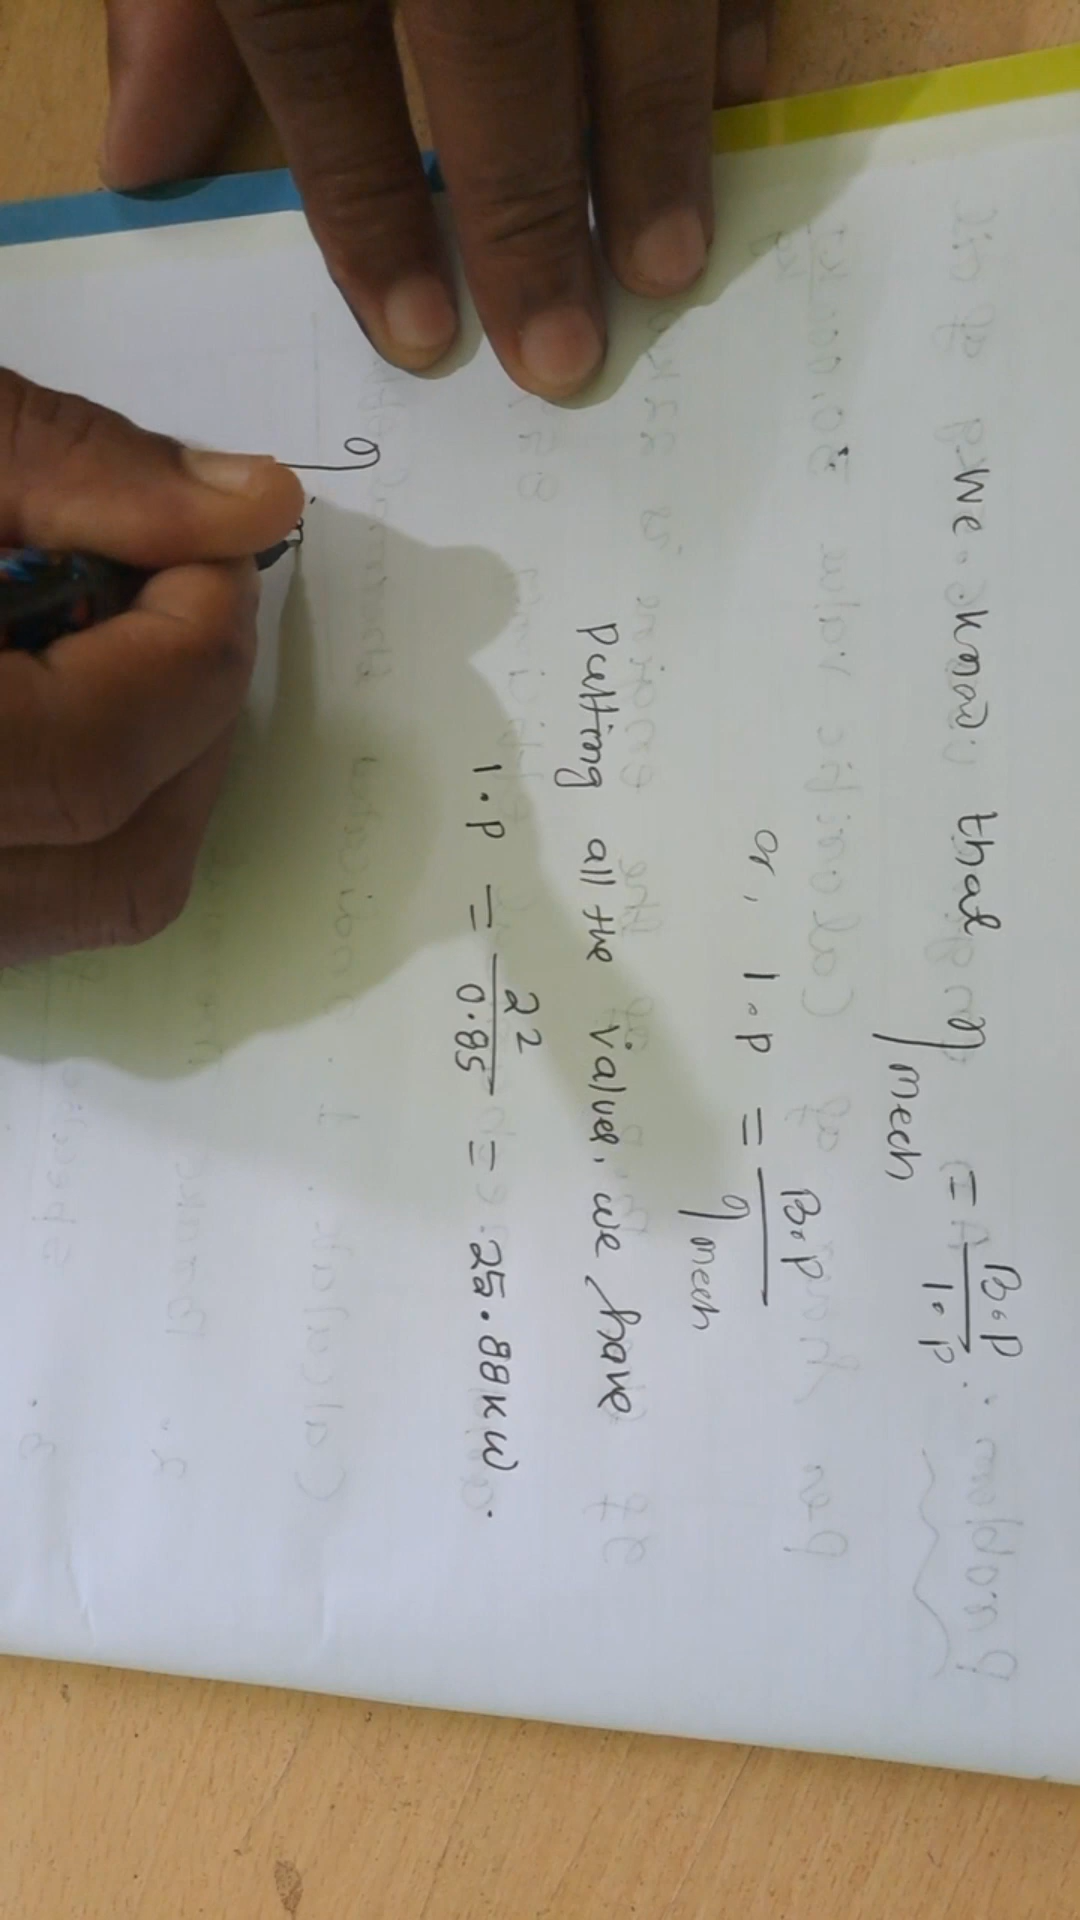 We know that η mech = B.P / I.P
or, I.P = B.P / η mech
Putting all the values, we have
I.P = 22 / 0.85 = 25.88 KW.
η